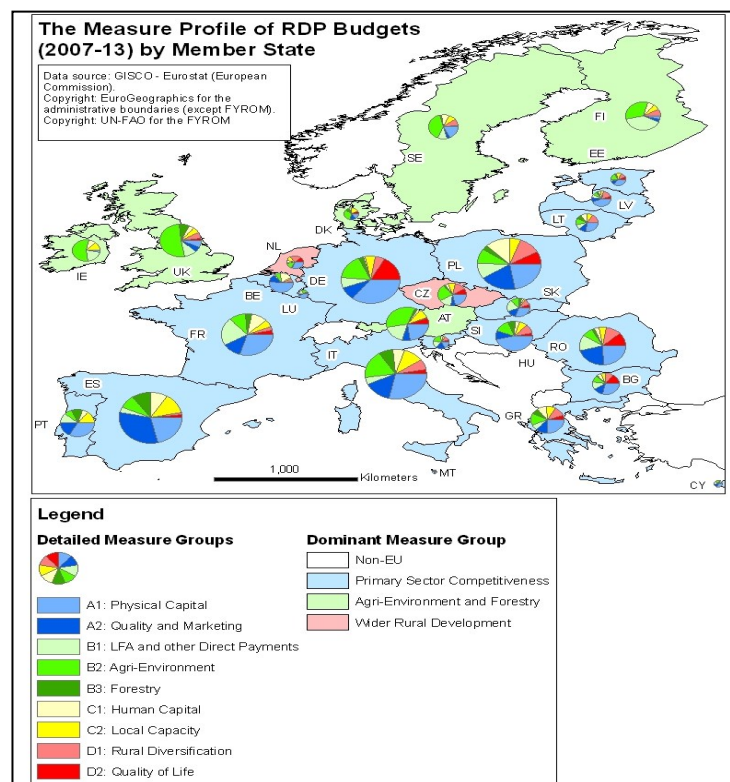 The Measure Profile of RDP Budgets
(2007-13) by Member State
Data source: GISCO - Eurostat (European
Commission).
Copyright: EuroGeographics for the
administrative boundaries (except FYROM).
Copyright: UN-FAO for the FYROM
FI
SE
EE
LV
LT
DK
IE
UK
NL
PL
BE
DE
LU
CZ
SK
AT
FR
SI
IT
HU
RO
ES
BG
PT
GR
1,000
Kilometers
MT
CY
Legend
Detailed Measure Groups
A1: Physical Capital
A2: Quality and Marketing
B1: LFA and other Direct Payments
B2: Agri-Environment
B3: Forestry
C1: Human Capital
C2: Local Capacity
D1: Rural Diversification
D2: Quality of Life
Dominant Measure Group
Non-EU
Primary Sector Competitiveness
Agri-Environment and Forestry
Wider Rural Development